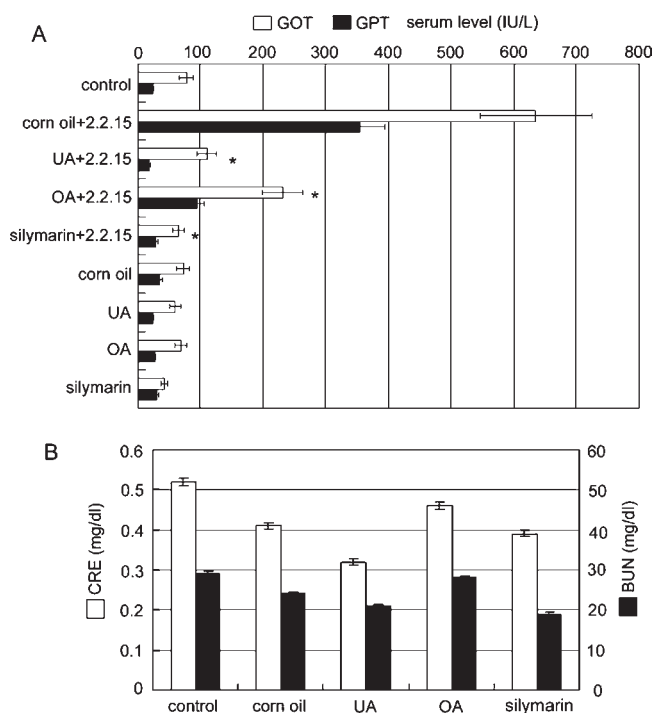 GOT GPT serum level (IU/L)
A
0 100 200 300 400 500 600 700 800
control
corn oil+2.2.15
UA+2.2.15
*
OA+2.2.15
*
silymarin+2.2.15
*
corn oil
UA
OA
silymarin
B
CRE (mg/dl)
0.6
0.5
0.4
0.3
0.2
0.1
0
60
50
40
30
20
10
0
BUN (mg/dl)
control corn oil UA OA silymarin